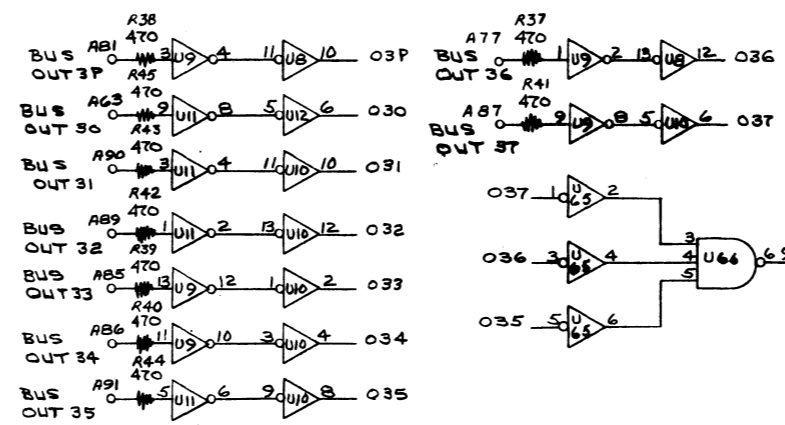 R38
470
BUS OUT 3P A81 3 U9 4 11 U8 10 03P
R45
470
BUS OUT 30 A63 9 U11 8 5 U12 6 030
R43
470
BUS OUT 31 A90 3 U11 4 11 U10 10 031
R42
470
BUS OUT 32 A89 1 U11 2 13 U10 12 032
R39
470
BUS OUT 33 A85 13 U9 12 1 U10 2 033
R40
470
BUS OUT 34 A86 11 U9 10 3 U10 4 034
R44
470
BUS OUT 35 A91 5 U11 6 9 U10 8 035
R37
470
BUS OUT 36 A77 1 U9 2 13 U8 12 036
R41
470
BUS OUT 37 A87 9 U9 8 5 U10 6 037
037 1 U65 2
036 3 U65 4
035 5 U65 6
3 4 5 U66 6